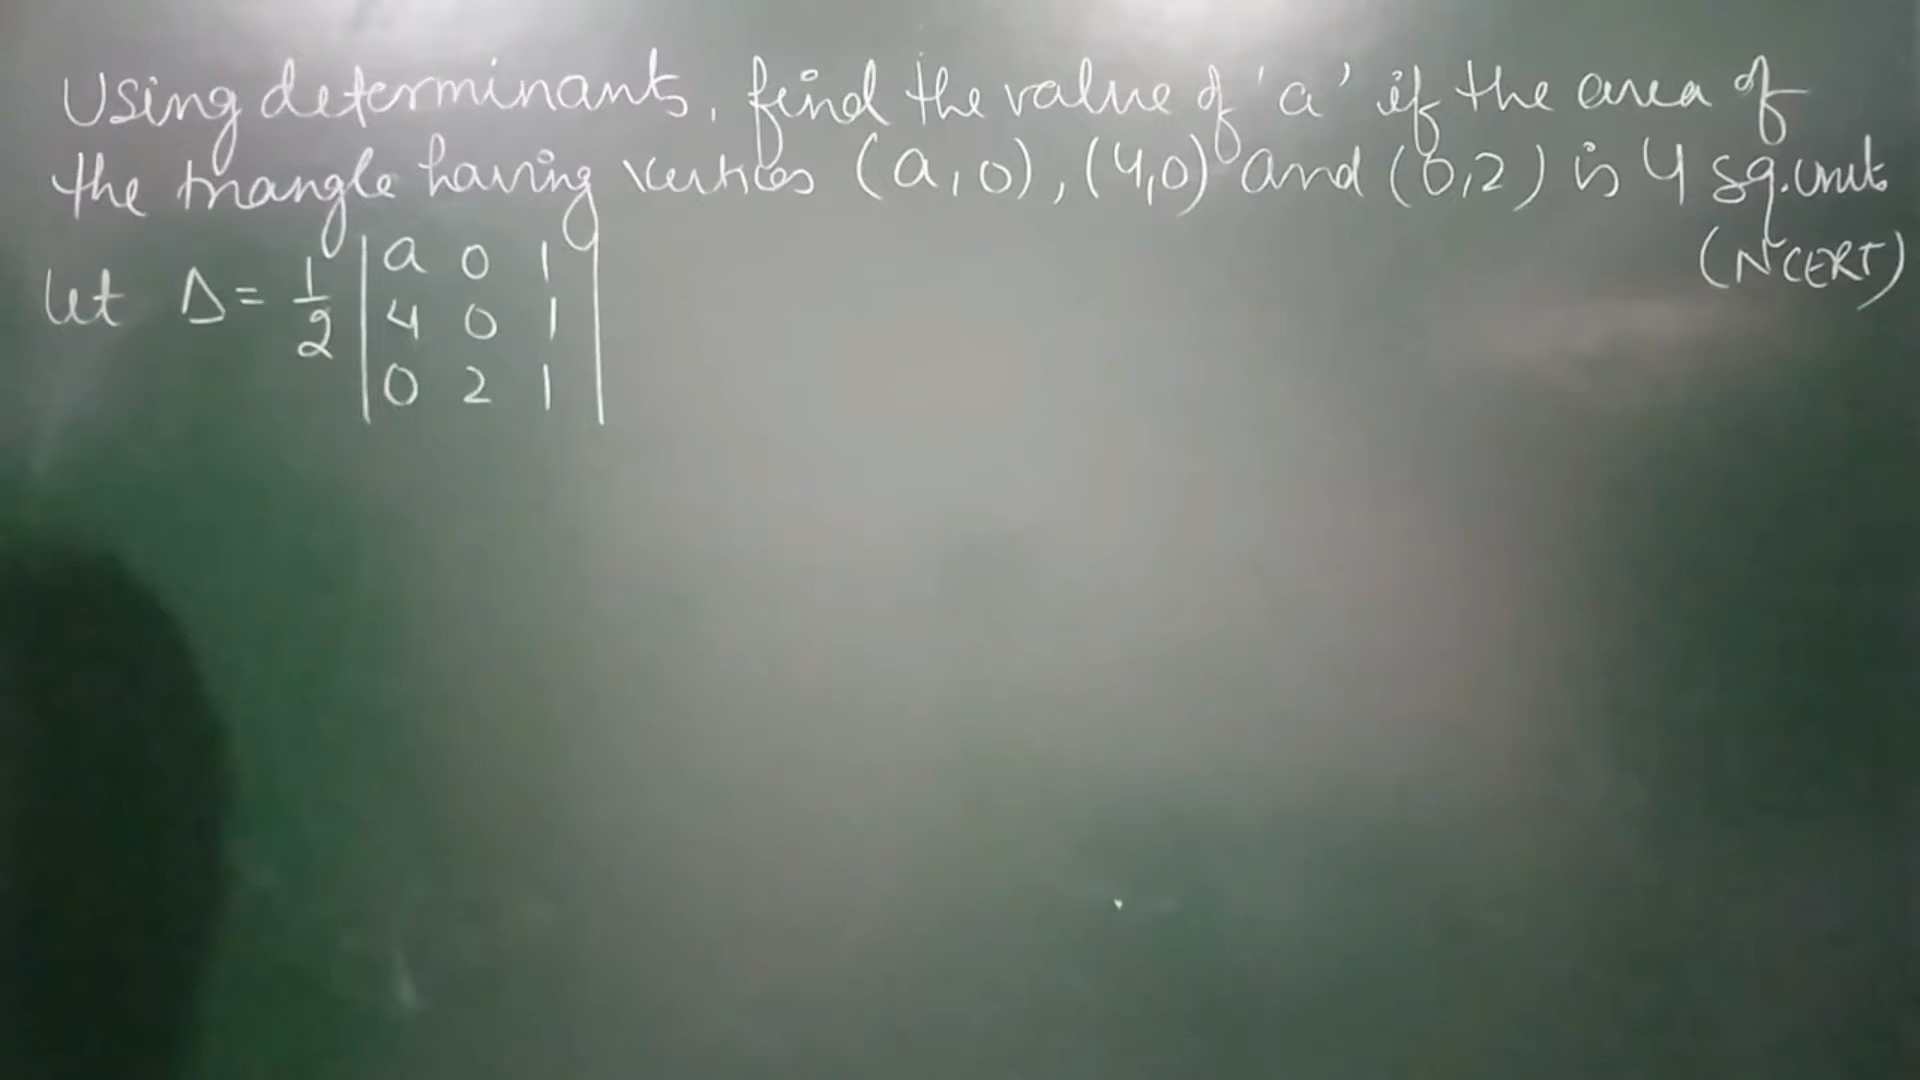 Using determinants, find the value of 'a' if the area of
the triangle having vertices (a,0), (4,0) and (0,2) is 4 sq.units
(NCERT)
let Δ= 1/2 | a 0 1 |
| 4 0 1 |
| 0 2 1 |